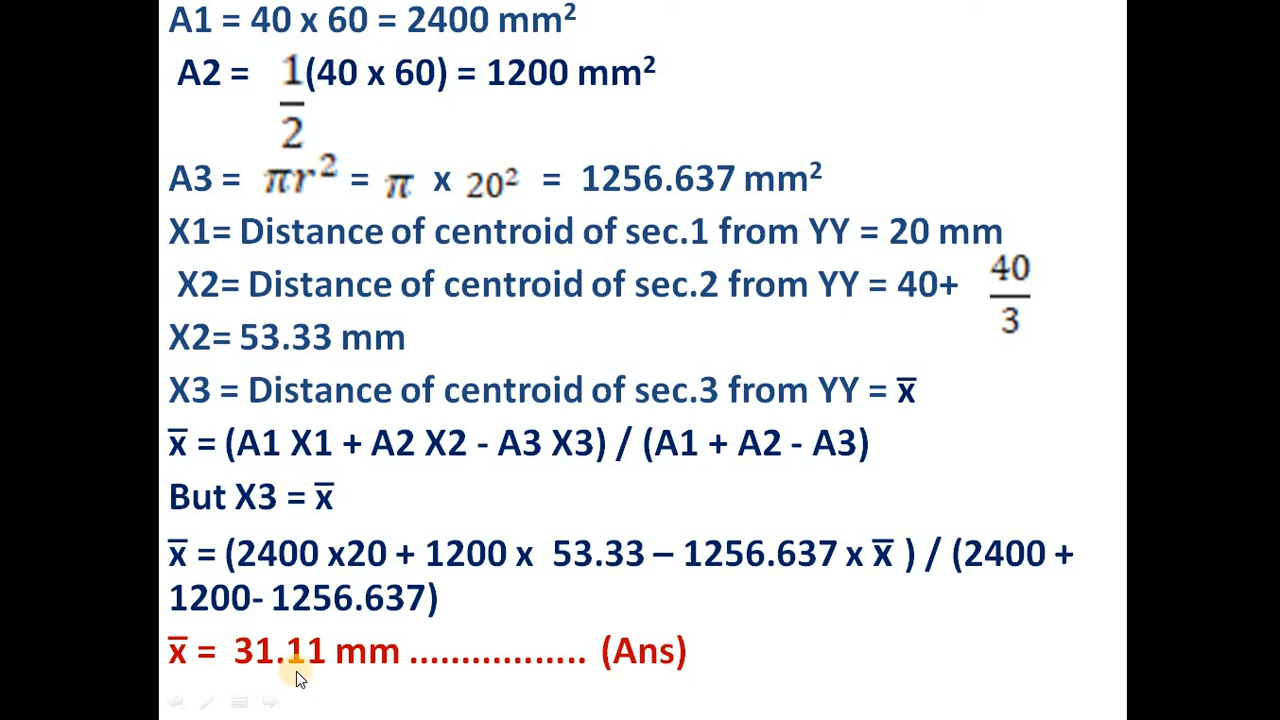 A1 = 40 x 60 = 2400 mm²
A2 = 1/2 (40 x 60) = 1200 mm²
A3 = πr² = π x 20² = 1256.637 mm²
X1= Distance of centroid of sec.1 from YY = 20 mm
X2= Distance of centroid of sec.2 from YY = 40+ 40/3
X2= 53.33 mm
X3 = Distance of centroid of sec.3 from YY = x̅
x̅ = (A1 X1 + A2 X2 - A3 X3) / (A1 + A2 - A3)
But X3 = x̅
x̅ = (2400 x20 + 1200 x 53.33 – 1256.637 x x̅ ) / (2400 +
1200- 1256.637)
x̅ = 31.11 mm ................. (Ans)